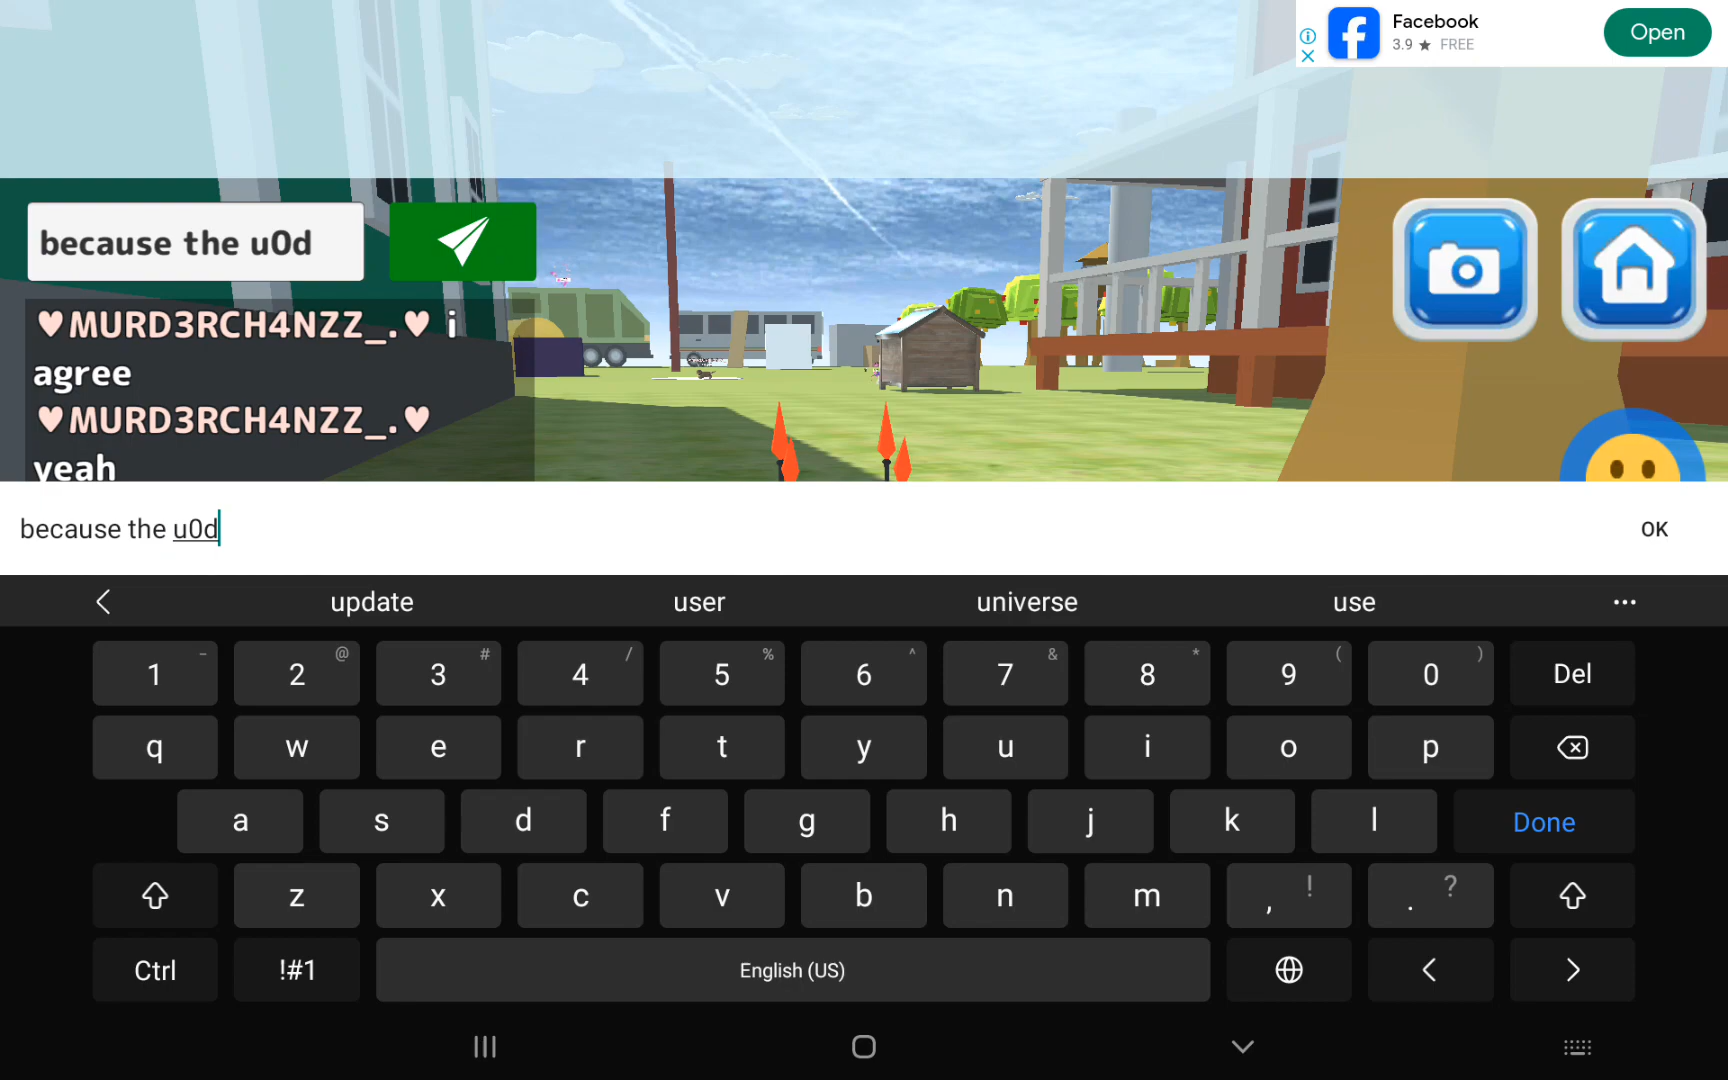 Facebook
3.9 ★ FREE
Open
because the u0d
♥MURD3RCH4NZZ_.♥ i
agree
♥MURD3RCH4NZZ_.♥
yeah
because the u0d
OK
update user universe use
1 - 2 @ 3 # 4 / 5 % 6 ^ 7 & 8 * 9 ( 0 ) Del
q w e r t y u i o p
a s d f g h j k l Done
z x c v b n m , ! . ?
Ctrl !#1 English (US) < >